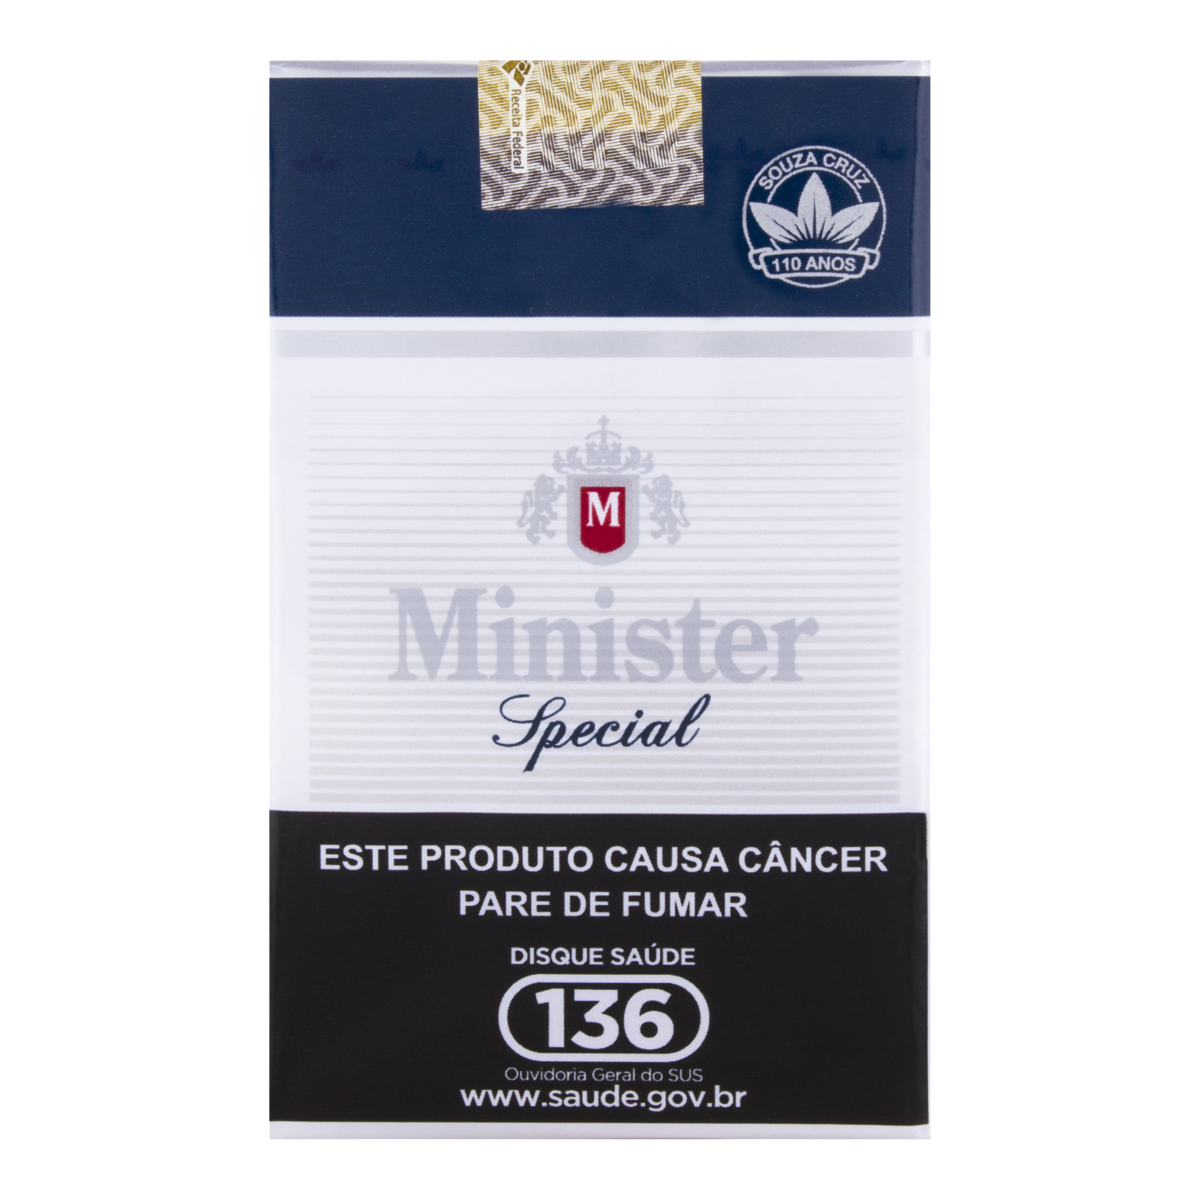 Receita Federal
SOUZA CRUZ
110 ANOS
M
Minister
Special
ESTE PRODUTO CAUSA CÂNCER
PARE DE FUMAR
DISQUE SAÚDE
136
Ouvidoria Geral do SUS
www.saude.gov.br